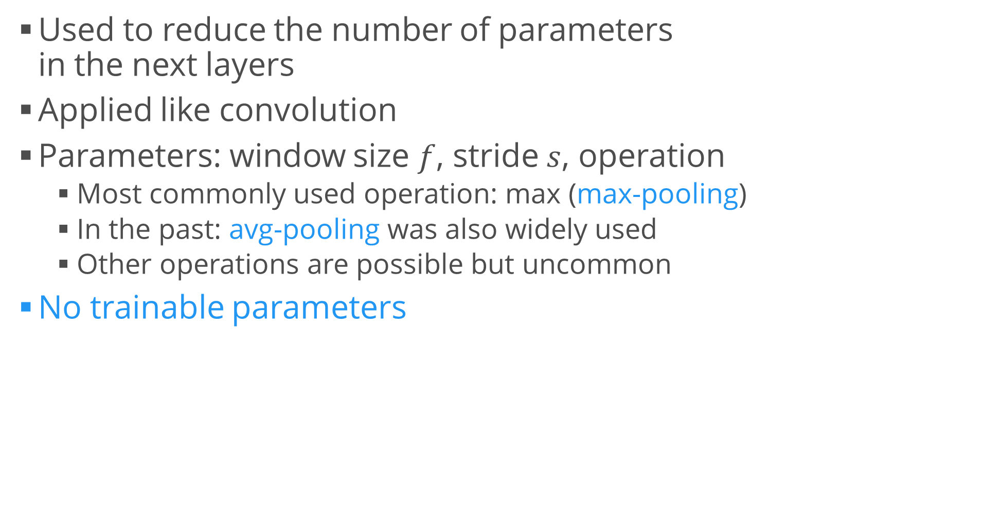 ▪ Used to reduce the number of parameters
in the next layers
▪ Applied like convolution
▪ Parameters: window size f, stride s, operation
▪ Most commonly used operation: max (max-pooling)
▪ In the past: avg-pooling was also widely used
▪ Other operations are possible but uncommon
▪ No trainable parameters